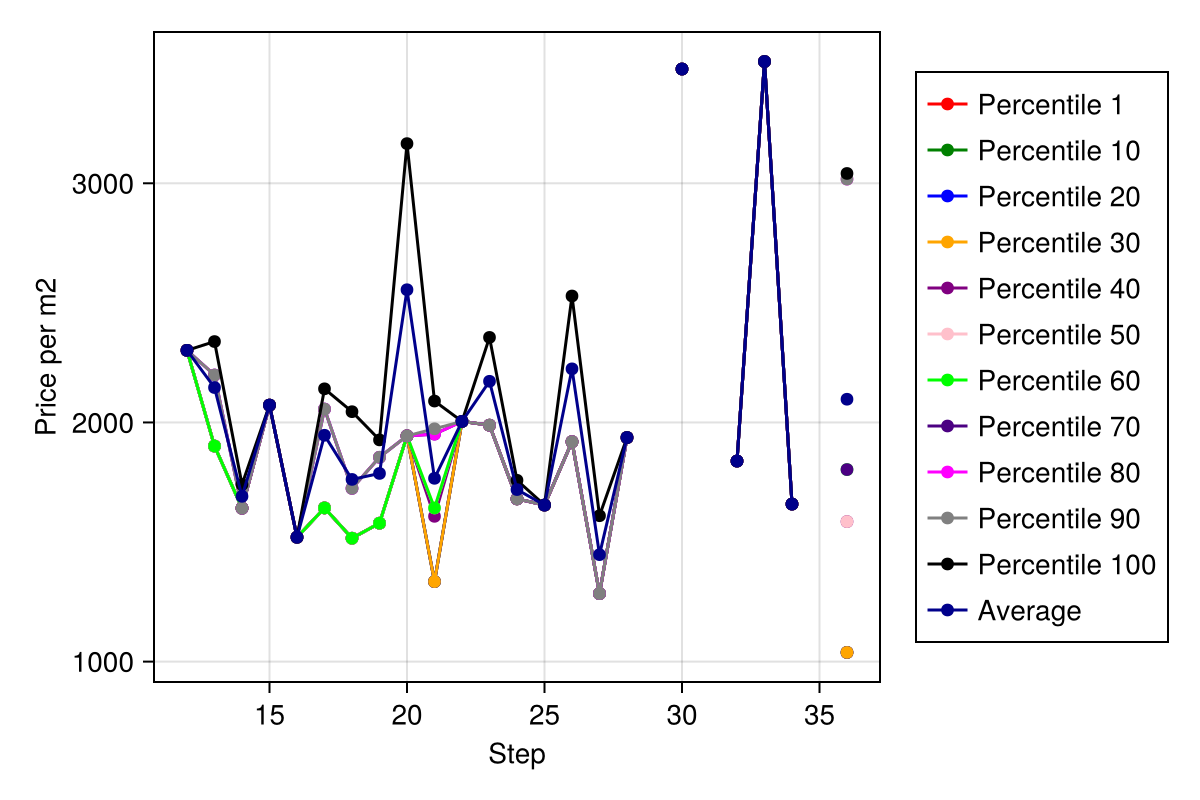 3000
2000
1000
Price per m2
15
20
25
30
35
Step
Percentile 1
Percentile 10
Percentile 20
Percentile 30
Percentile 40
Percentile 50
Percentile 60
Percentile 70
Percentile 80
Percentile 90
Percentile 100
Average